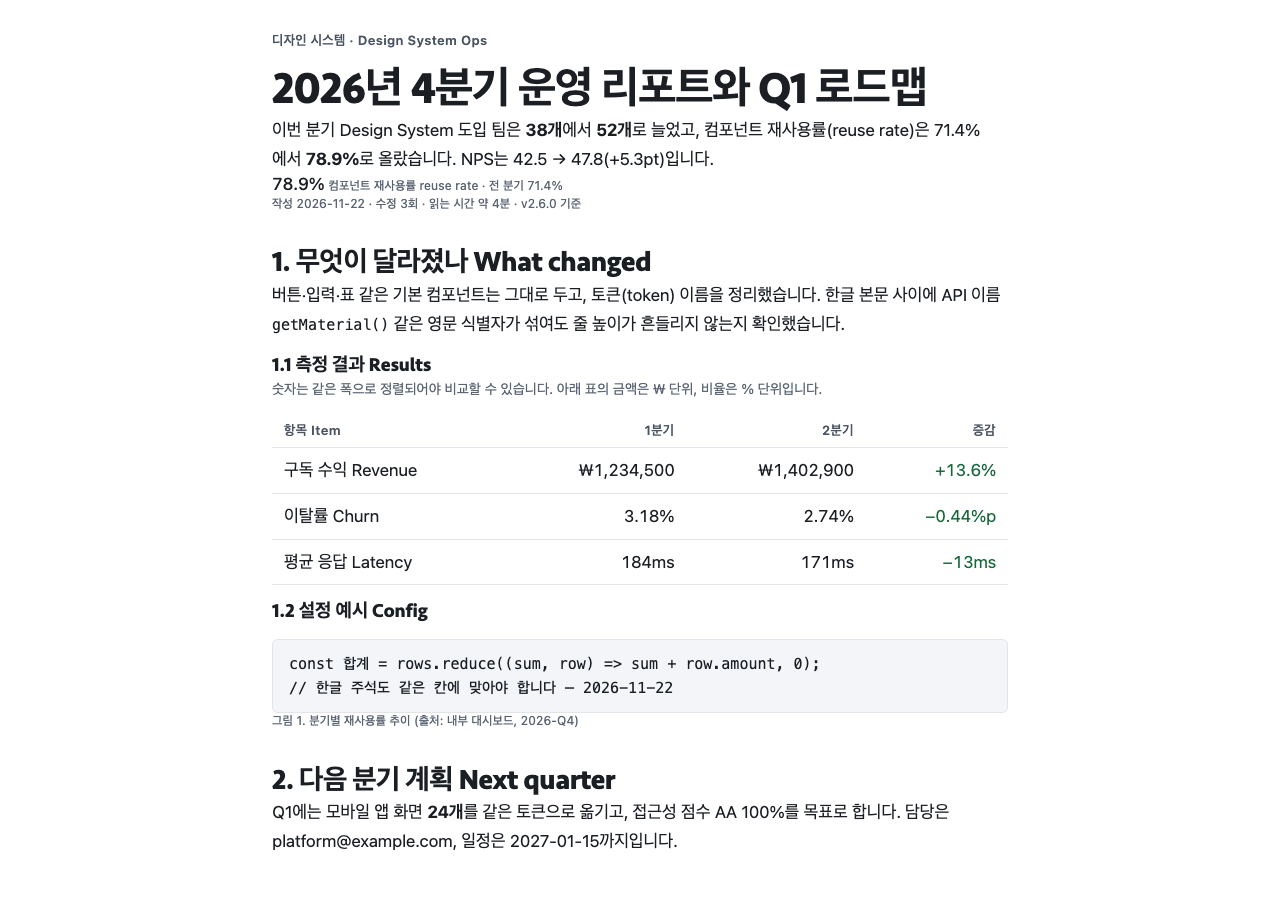 디자인 시스템 · Design System Ops
2026년 4분기 운영 리포트와 Q1 로드맵
이번 분기 Design System 도입 팀은 38개에서 52개로 늘었고, 컴포넌트 재사용률(reuse rate)은 71.4%
에서 78.9%로 올랐습니다. NPS는 42.5 → 47.8(+5.3pt)입니다.
78.9% 컴포넌트 재사용률 reuse rate · 전 분기 71.4%
작성 2026-11-22 · 수정 3회 · 읽는 시간 약 4분 · v2.6.0 기준
1. 무엇이 달라졌나 What changed
버튼·입력·표 같은 기본 컴포넌트는 그대로 두고, 토큰(token) 이름을 정리했습니다. 한글 본문 사이에 API 이름
getMaterial() 같은 영문 식별자가 섞여도 줄 높이가 흔들리지 않는지 확인했습니다.
1.1 측정 결과 Results
숫자는 같은 폭으로 정렬되어야 비교할 수 있습니다. 아래 표의 금액은 ₩ 단위, 비율은 % 단위입니다.
항목 Item 1분기 2분기 증감
구독 수익 Revenue ₩1,234,500 ₩1,402,900 +13.6%
이탈률 Churn 3.18% 2.74% −0.44%p
평균 응답 Latency 184ms 171ms −13ms
1.2 설정 예시 Config
const 합계 = rows.reduce((sum, row) => sum + row.amount, 0);
// 한글 주석도 같은 칸에 맞아야 합니다 — 2026-11-22
그림 1. 분기별 재사용률 추이 (출처: 내부 대시보드, 2026-Q4)
2. 다음 분기 계획 Next quarter
Q1에는 모바일 앱 화면 24개를 같은 토큰으로 옮기고, 접근성 점수 AA 100%를 목표로 합니다. 담당은
platform@example.com, 일정은 2027-01-15까지입니다.